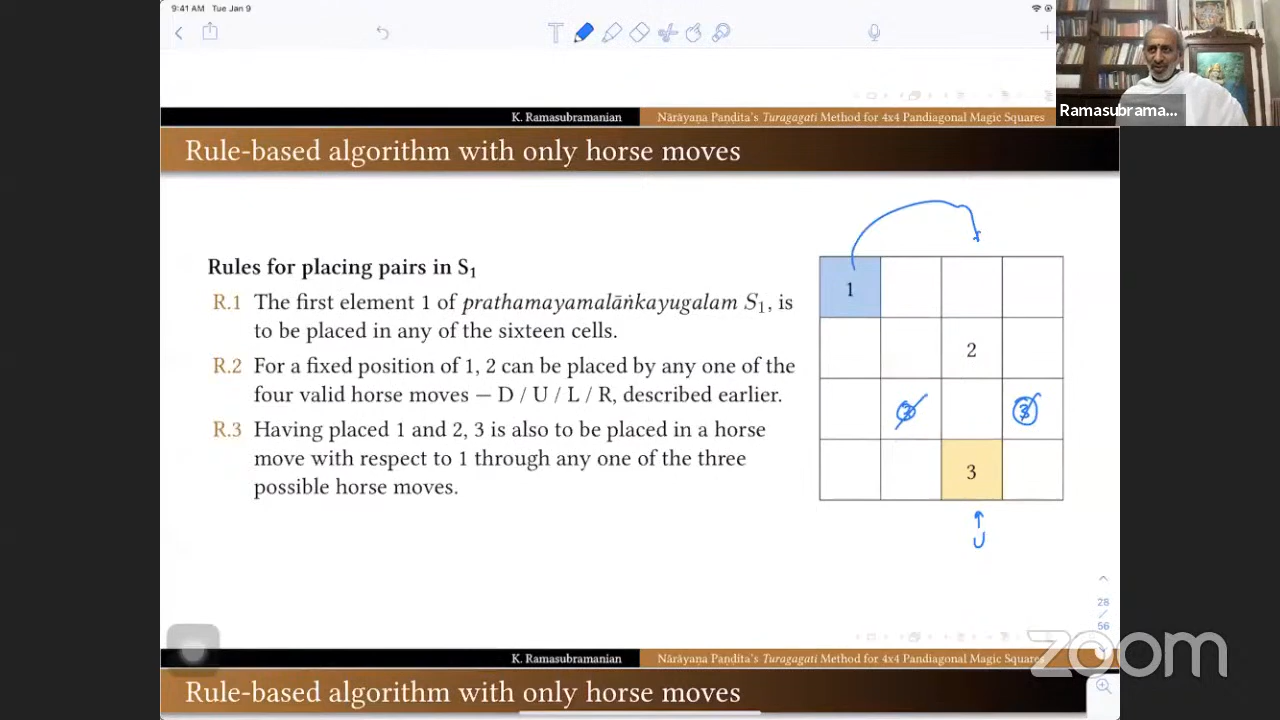 9:41 AM Tue Jan 9
T
Ramasubrama...
K. Ramasubramanian Nārāyaṇa Paṇḍita's Turagagati Method for 4x4 Pandiagonal Magic Squares
Rule-based algorithm with only horse moves
Rules for placing pairs in S₁
R.1 The first element 1 of prathamayamalāṅkayugalam S₁, is
to be placed in any of the sixteen cells.
R.2 For a fixed position of 1, 2 can be placed by any one of the
four valid horse moves — D / U / L / R, described earlier.
R.3 Having placed 1 and 2, 3 is also to be placed in a horse
move with respect to 1 through any one of the three
possible horse moves.
1
2
3
3
U
28
/
56
zoom
K. Ramasubramanian Nārāyaṇa Paṇḍita's Turagagati Method for 4x4 Pandiagonal Magic Squares
Rule-based algorithm with only horse moves